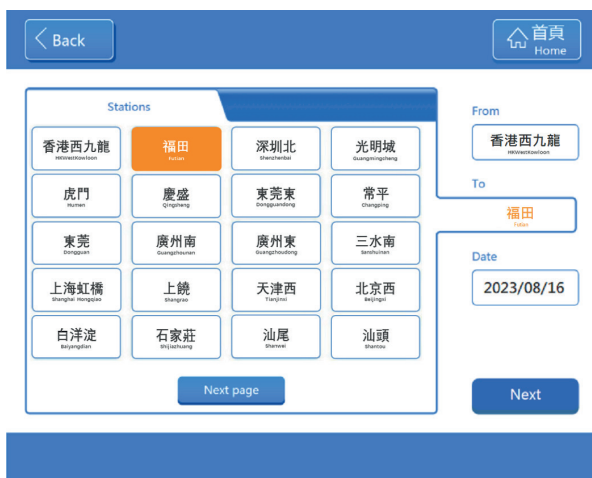 Back
首頁
Home
Stations
香港西九龍
HKWestKowloon
福田
Futian
深圳北
Shenzhenbei
光明城
Guangmingcheng
虎門
Humen
慶盛
Qingsheng
東莞東
Dongguandong
常平
Changping
東莞
Dongguan
廣州南
Guangzhounan
廣州東
Guangzhoudong
三水南
Sanshuinan
上海虹橋
Shanghai Hongqiao
上饒
Shangrao
天津西
Tianjinxi
北京西
Beijingxi
白洋淀
Baiyangdian
石家莊
Shijiazhuang
汕尾
Shanwei
汕頭
Shantou
Next page
From
香港西九龍
HKWestKowloon
To
福田
Futian
Date
2023/08/16
Next